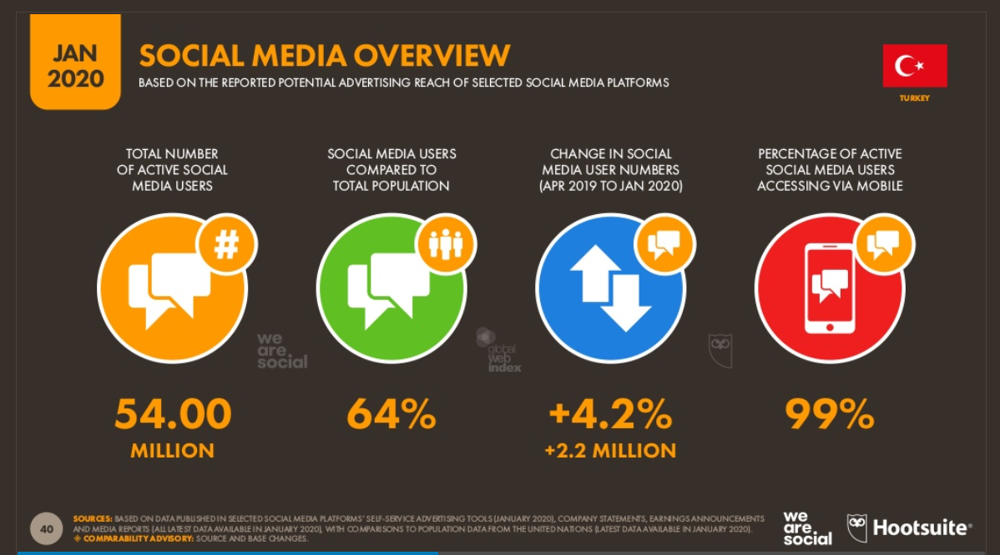 JAN
2020
SOCIAL MEDIA OVERVIEW
BASED ON THE REPORTED POTENTIAL ADVERTISING REACH OF SELECTED SOCIAL MEDIA PLATFORMS
TURKEY
TOTAL NUMBER
OF ACTIVE SOCIAL
MEDIA USERS
SOCIAL MEDIA USERS
COMPARED TO
TOTAL POPULATION
CHANGE IN SOCIAL
MEDIA USER NUMBERS
(APR 2019 TO JAN 2020)
PERCENTAGE OF ACTIVE
SOCIAL MEDIA USERS
ACCESSING VIA MOBILE
#
we
are
social
global
web
index
54.00
MILLION
64%
+4.2%
+2.2 MILLION
99%
40
SOURCES: BASED ON DATA PUBLISHED IN SELECTED SOCIAL MEDIA PLATFORMS' SELF-SERVICE ADVERTISING TOOLS (JANUARY 2020), COMPANY STATEMENTS, EARNINGS ANNOUNCEMENTS
AND MEDIA REPORTS (ALL LATEST DATA AVAILABLE IN JANUARY 2020), WITH COMPARISONS TO POPULATION DATA FROM THE UNITED NATIONS (LATEST DATA AVAILABLE IN JANUARY 2020).
❖ COMPARABILITY ADVISORY: SOURCE AND BASE CHANGES.
we
are
social
Hootsuite®